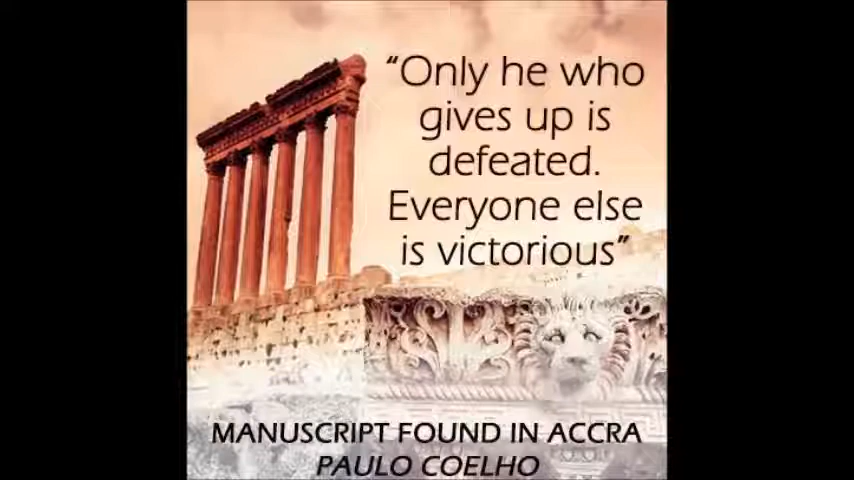 “Only he who
gives up is
defeated.
Everyone else
is victorious”
MANUSCRIPT FOUND IN ACCRA
PAULO COELHO